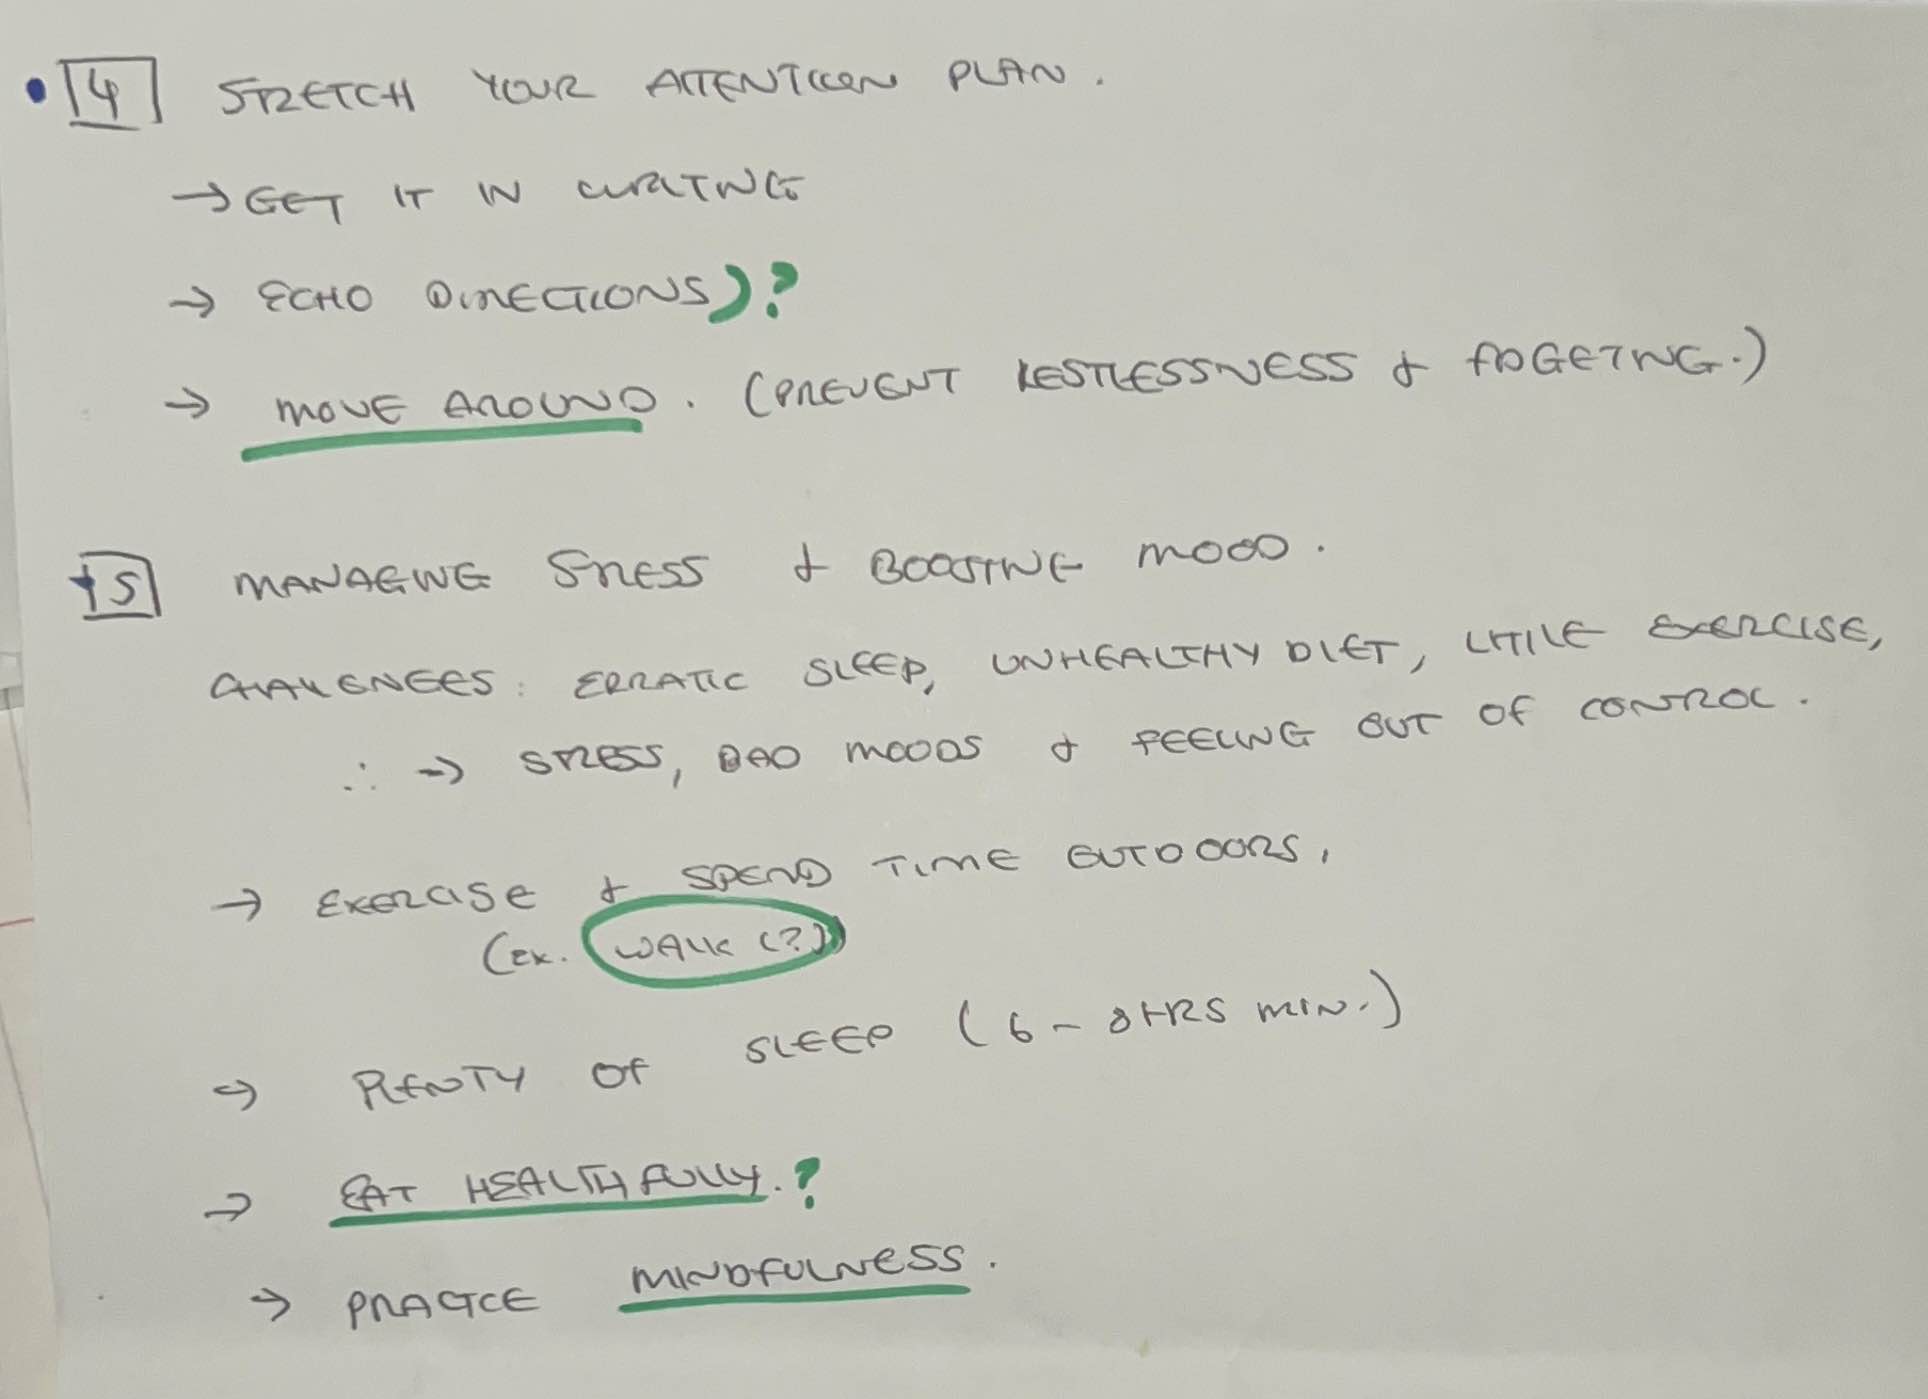 • 4 STRETCH YOUR ATTENTION PLAN.
→ GET IT IN WRITING
→ ECHO DIRECTIONS)?
→ MOVE AROUND. (PREVENT RESTLESSNESS & FIDGETING.)
5 MANAGING STRESS & BOOSTING MOOD.
CHALLENGES: ERRATIC SLEEP, UNHEALTHY DIET, LITTLE EXERCISE,
∴ → STRESS, BAD MOODS & FEELING OUT OF CONTROL.
→ EXERCISE & SPEND TIME OUTDOORS,
(EX. WALK (?))
→ PLENTY OF SLEEP (6 - 8HRS MIN.)
→ EAT HEALTHFULLY.?
→ PRACTICE MINDFULNESS.